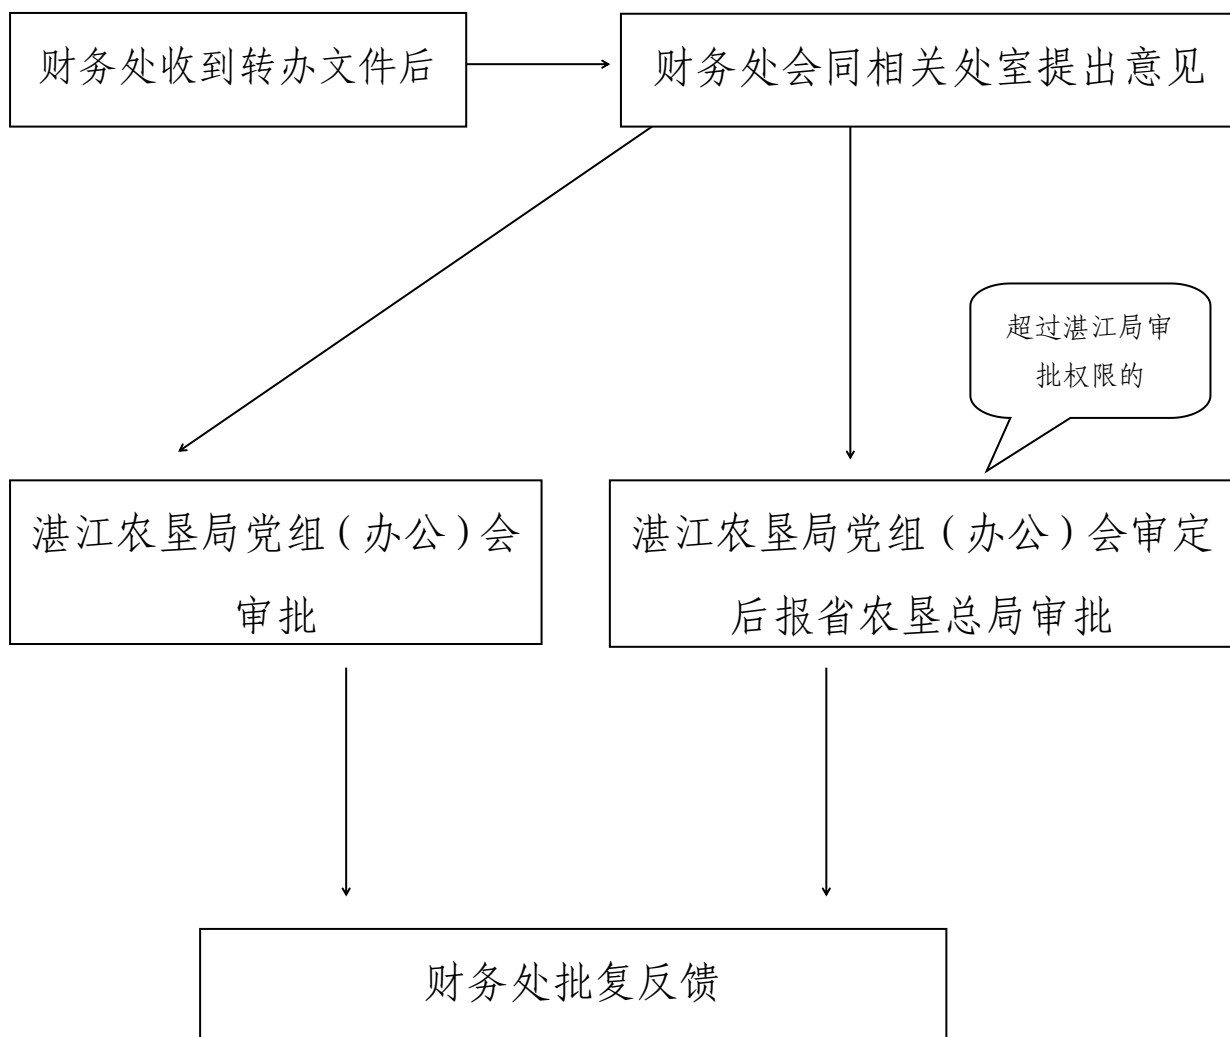 财务处收到转办文件后
财务处会同相关处室提出意见
超过湛江局审
批权限的
湛江农垦局党组(办公)会
审批
湛江农垦局党组(办公)会审定
后报省农垦总局审批
财务处批复反馈